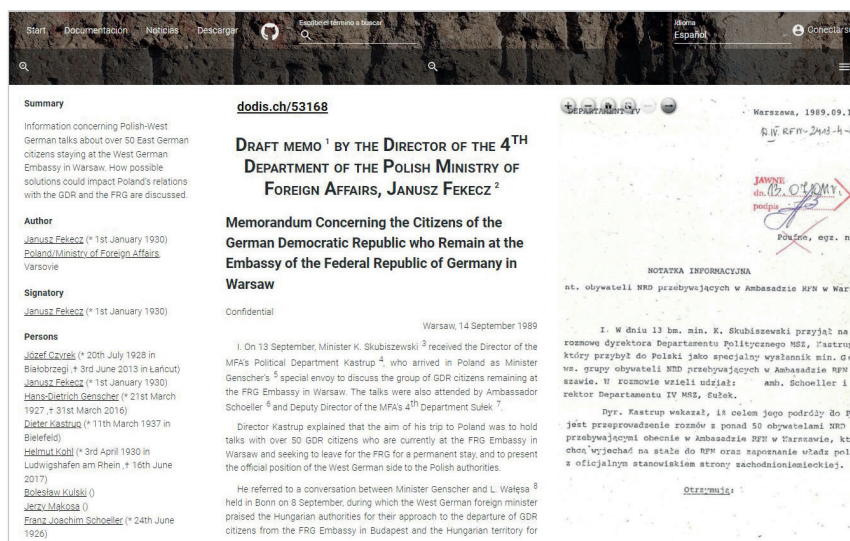 Start Documentación Noticias Descargar Escribe el término a buscar Idioma
Español Conectarse
Summary
Information concerning Polish-West
German talks about over 50 East German
citizens staying at the West German
Embassy in Warsaw. How possible
solutions could impact Poland's relations
with the GDR and the FRG are discussed.
Author
Janusz Fekecz (* 1st January 1930)
Poland/Ministry of Foreign Affairs,
Varsovie
Signatory
Janusz Fekecz (* 1st January 1930)
Persons
Józef Czyrek (* 20th July 1928 in
Białobrzegi ,† 3rd June 2013 in Łańcut)
Janusz Fekecz (* 1st January 1930)
Hans-Dietrich Genscher (* 21st March
1927 ,† 31st March 2016)
Dieter Kastrup (* 11th March 1937 in
Bielefeld)
Helmut Kohl (* 3rd April 1930 in
Ludwigshafen am Rhein ,† 16th June
2017)
Bolesław Kulski ()
Jerzy Mąkosa ()
Franz Joachim Schoeller (* 24th June
1926)
dodis.ch/53168
DRAFT MEMO 1 BY THE DIRECTOR OF THE 4TH
DEPARTMENT OF THE POLISH MINISTRY OF
FOREIGN AFFAIRS, JANUSZ FEKECZ 2
Memorandum Concerning the Citizens of the
German Democratic Republic who Remain at the
Embassy of the Federal Republic of Germany in
Warsaw
Confidential
Warsaw, 14 September 1989
I. On 13 September, Minister K. Skubiszewski 3 received the Director of the
MFA's Political Department Kastrup 4, who arrived in Poland as Minister
Genscher's 5 special envoy to discuss the group of GDR citizens remaining at
the FRG Embassy in Warsaw. The talks were also attended by Ambassador
Schoeller 6 and Deputy Director of the MFA's 4th Department Sułek 7.
Director Kastrup explained that the aim of his trip to Poland was to hold
talks with over 50 GDR citizens who are currently at the FRG Embassy in
Warsaw and seeking to leave for the FRG for a permanent stay, and to present
the official position of the West German side to the Polish authorities.
He referred to a conversation between Minister Genscher and L. Wałęsa 8
held in Bonn on 8 September, during which the West German foreign minister
praised the Hungarian authorities for their approach to the departure of GDR
citizens from the FRG Embassy in Budapest and the Hungarian territory for
DEPARTAMENT IV
Warszawa, 1989.09.1
JAWNE
dn.
podpis
Poufne, egz. n
NOTATKA INFORMACYJNA
nt. obywateli NRD przebywających w Ambasadzie RFN w War
I. W dniu 13 bm. min. K. Skubiszewski przyjął na
rozmowę dyrektora Departamentu Politycznego MSZ, Kastrup
który przybył do Polski jako specjalny wysłannik min. Ge
ws. grupy obywateli NRD przebywających w Ambasadzie RFN
szawie. W rozmowie wzięli udział: amb. Schoeller i
rektor Departamentu IV MSZ, Sułek.
Dyr. Kastrup wskazał, iż celem jego podróży do P
jest przeprowadzenie rozmów z ponad 50 obywatelami NRD
przebywającymi obecnie w Ambasadzie RFN w Warszawie, kt
chcą wyjechać na stałe do RFN oraz zapoznanie władz pol
z oficjalnym stanowiskiem strony zachodnioniemieckiej.
Otrzymują: